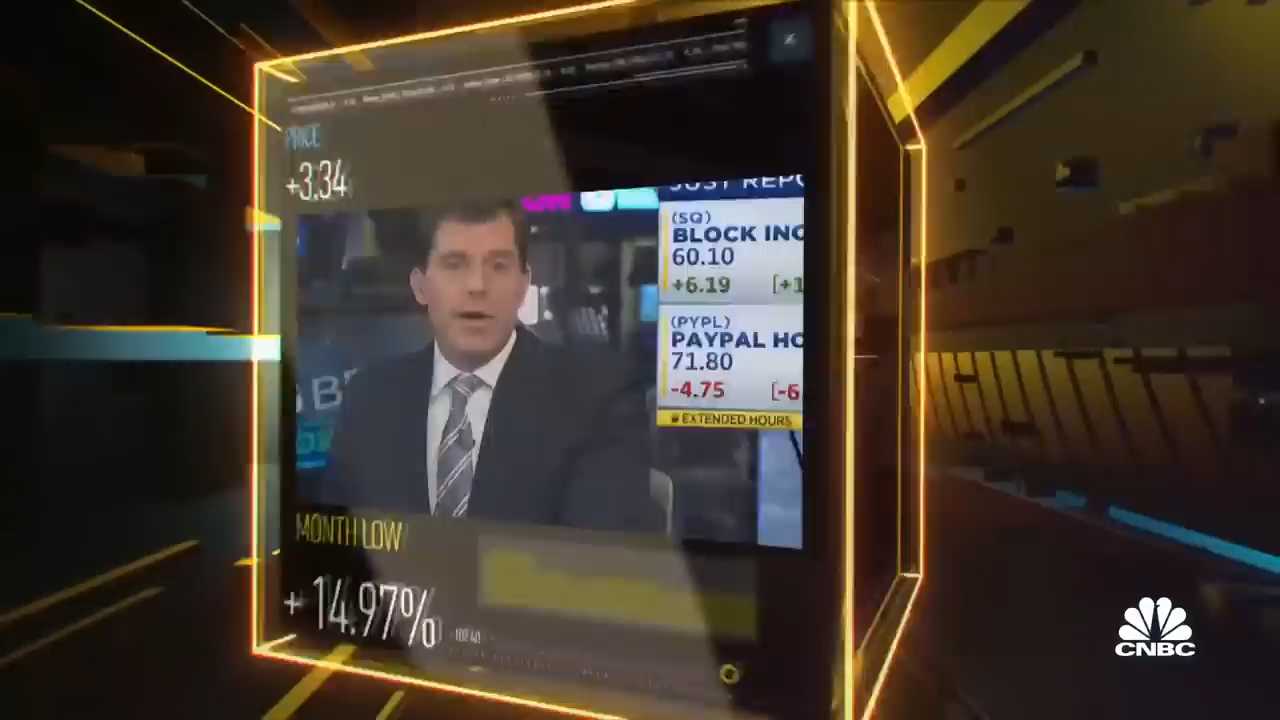 PRICE
+3.34
JUST REPO
(SQ)
BLOCK INC
60.10
+6.19 [+1
(PYPL)
PAYPAL HO
71.80
-4.75 [-6
EXTENDED HOURS
MONTH LOW
+ 14.97%
CNBC